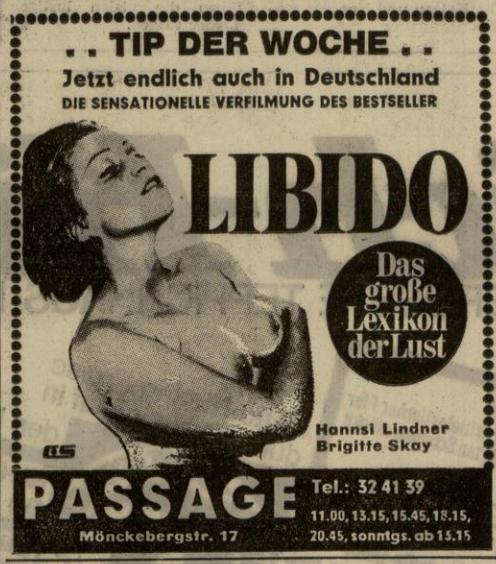 . . TIP DER WOCHE . .
Jetzt endlich auch in Deutschland
DIE SENSATIONELLE VERFILMUNG DES BESTSELLER
LIBIDO
Das
große
Lexikon
der Lust
Hannsi Lindner
Brigitte Skay
PASSAGE
Mönckebergstr. 17
Tel.: 32 41 39
11.00, 13.15, 15.45, 18.15,
20.45, sonntgs. ab 13.15